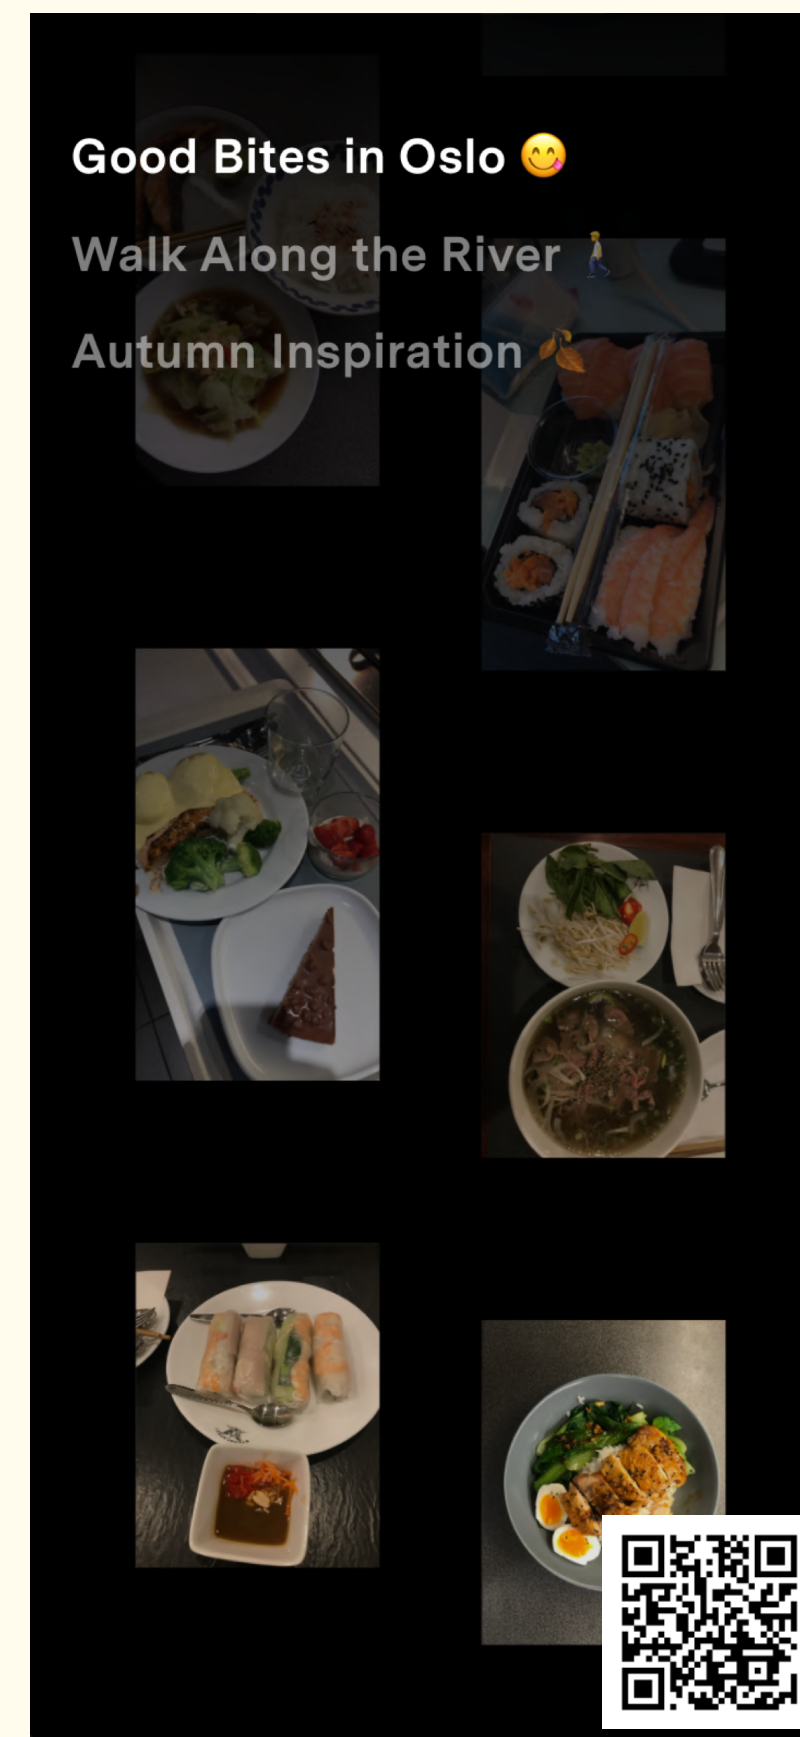 Good Bites in Oslo 😋
Walk Along the River 🚶
Autumn Inspiration 🍂